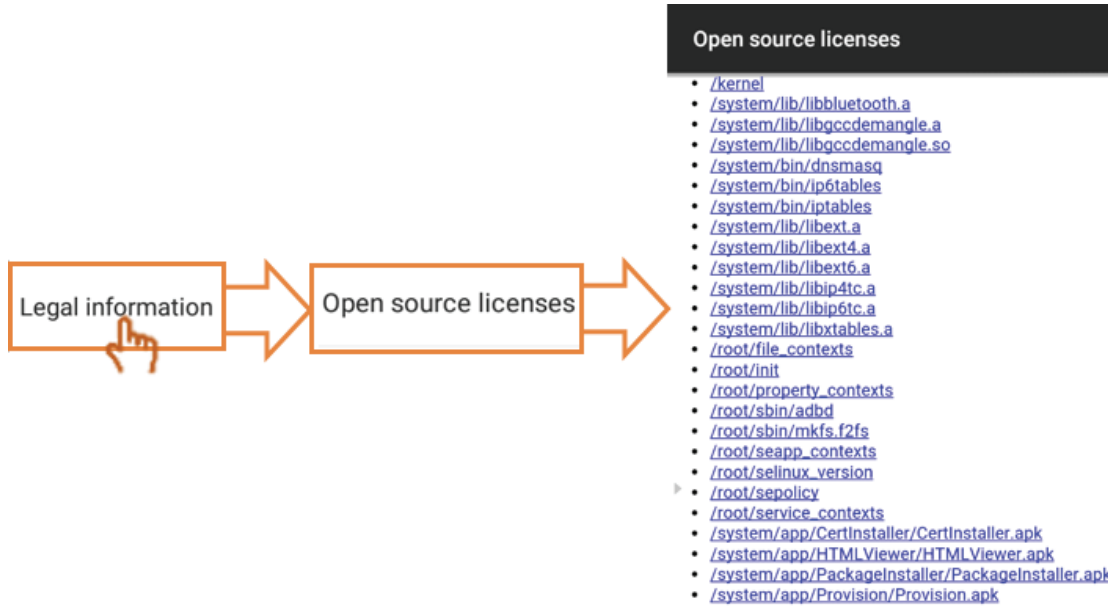 Legal information
Open source licenses
Open source licenses
/kernel
/system/lib/libbluetooth.a
/system/lib/libgccdemangle.a
/system/lib/libgccdemangle.so
/system/bin/dnsmasq
/system/bin/ip6tables
/system/bin/iptables
/system/lib/libext.a
/system/lib/libext4.a
/system/lib/libext6.a
/system/lib/libip4tc.a
/system/lib/libip6tc.a
/system/lib/libxtables.a
/root/file_contexts
/root/init
/root/property_contexts
/root/sbin/adbd
/root/sbin/mkfs.f2fs
/root/seapp_contexts
/root/selinux_version
/root/sepolicy
/root/service_contexts
/system/app/CertInstaller/CertInstaller.apk
/system/app/HTMLViewer/HTMLViewer.apk
/system/app/PackageInstaller/PackageInstaller.apk
/system/app/Provision/Provision.apk